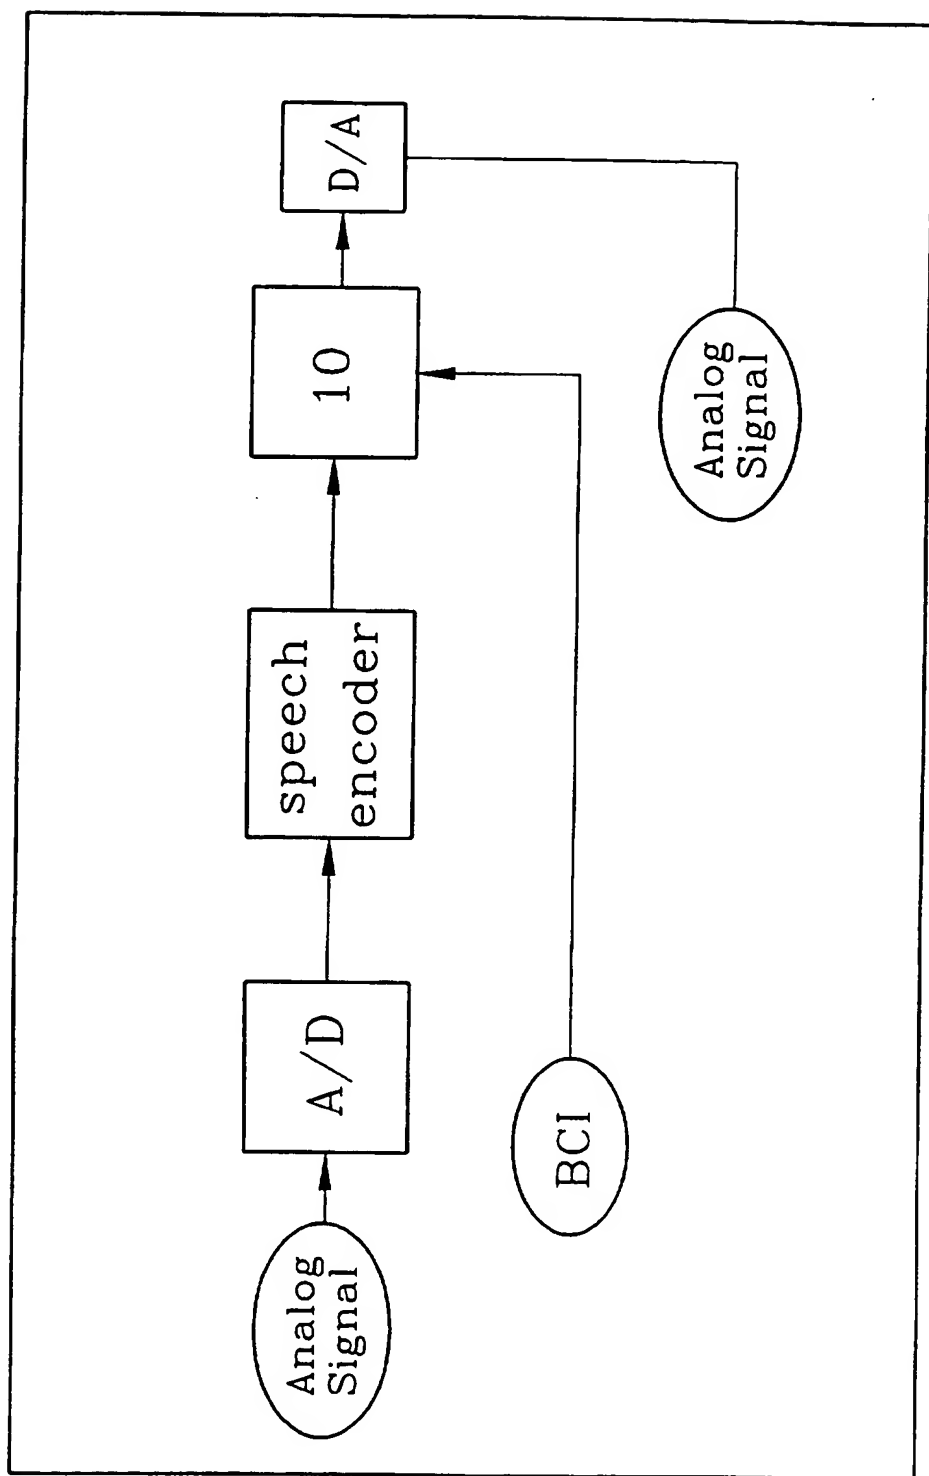 Analog
Signal
A/D
speech
encoder
10
D/A
BCI
Analog
Signal